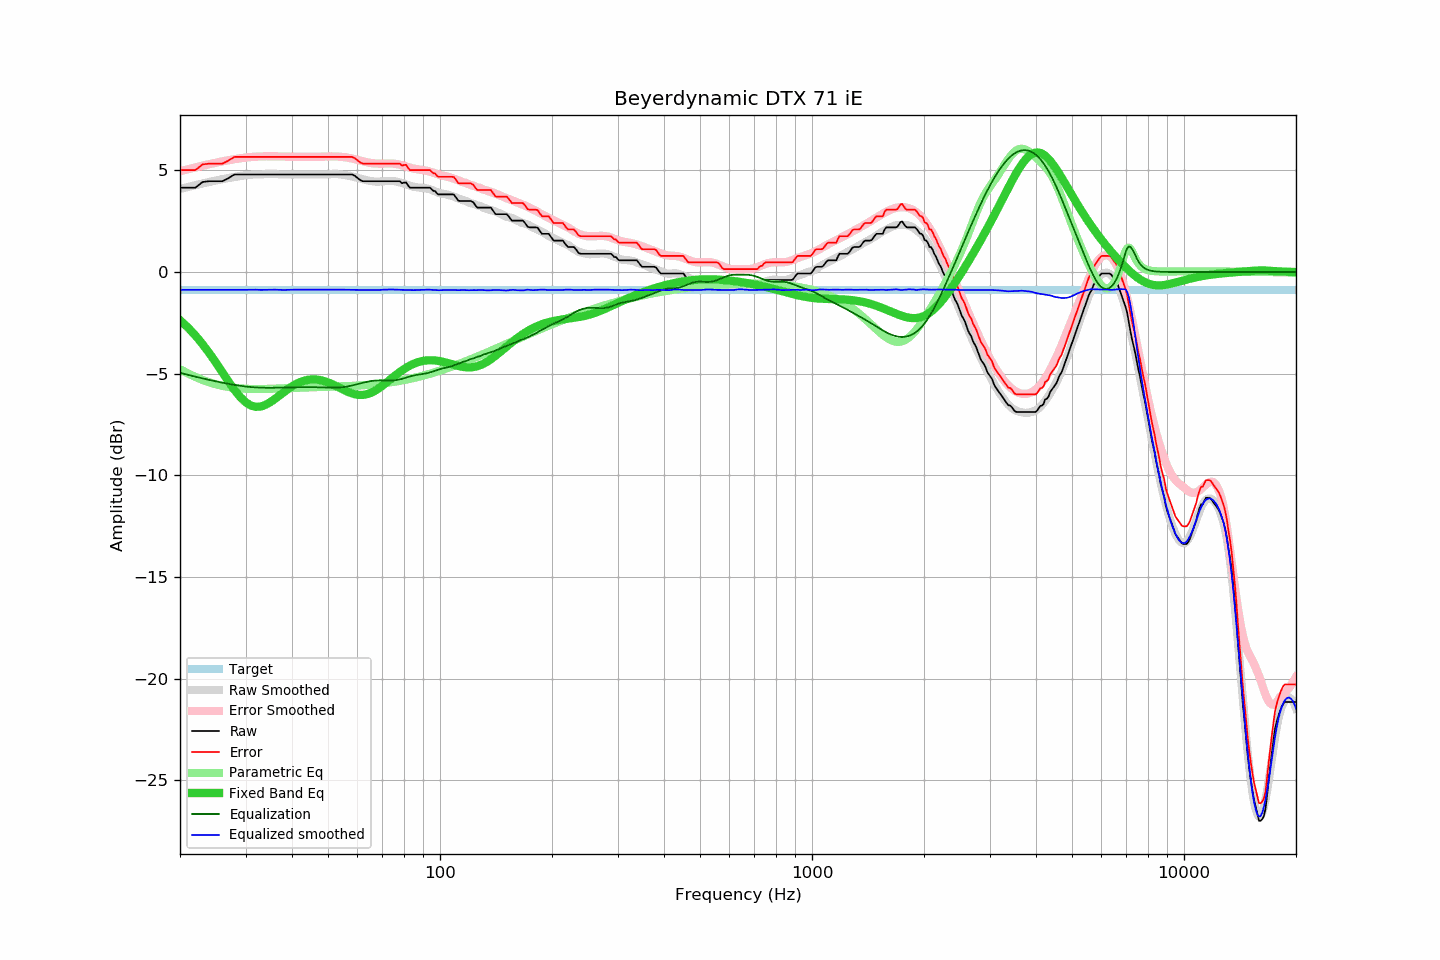 Beyerdynamic DTX 71 iE
Amplitude (dBr)
5
0
−5
−10
−15
−20
−25
Target
Raw Smoothed
Error Smoothed
Raw
Error
Parametric Eq
Fixed Band Eq
Equalization
Equalized smoothed
100
1000
10000
Frequency (Hz)